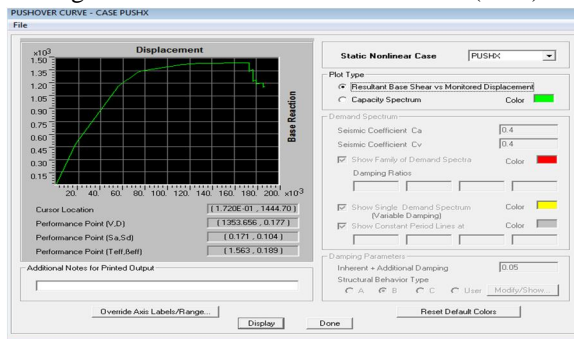 PUSHOVER CURVE - CASE PUSHX
File
Displacement
x10³
1.50
1.35
1.20
1.05
0.90
0.75
0.60
0.45
0.30
0.15
Base Reaction
20. 40. 60. 80. 100. 120. 140. 160. 180. 200. x10⁻³
Cursor Location (1.720E-01 , 1444.70)
Performance Point (V,D) (1353.656 , 0.177)
Performance Point (Sa,Sd) (0.171 , 0.104)
Performance Point (Teff,Beff) (1.563 , 0.189)
Additional Notes for Printed Output
Override Axis Labels/Range...
Display
Static Nonlinear Case PUSHX
Plot Type
Resultant Base Shear vs Monitored Displacement
Capacity Spectrum Color
Demand Spectrum
Seismic Coefficient Ca 0.4
Seismic Coefficient Cv 0.4
Show Family of Demand Spectra Color
Damping Ratios
Show Single Demand Spectrum Color
(Variable Damping)
Show Constant Period Lines at Color
Damping Parameters
Inherent + Additional Damping 0.05
Structural Behavior Type
A B C User Modify/Show...
Reset Default Colors
Done